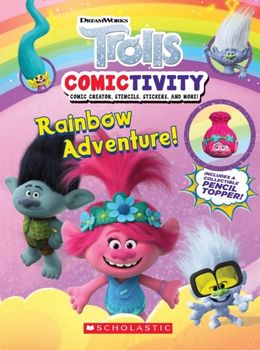 DREAMWORKS
Trolls
COMICTIVITY
COMIC CREATOR, STENCILS, STICKERS, AND MORE!
Rainbow
Adventure!
INCLUDES A
COLLECTIBLE
PENCIL
TOPPER!
SCHOLASTIC